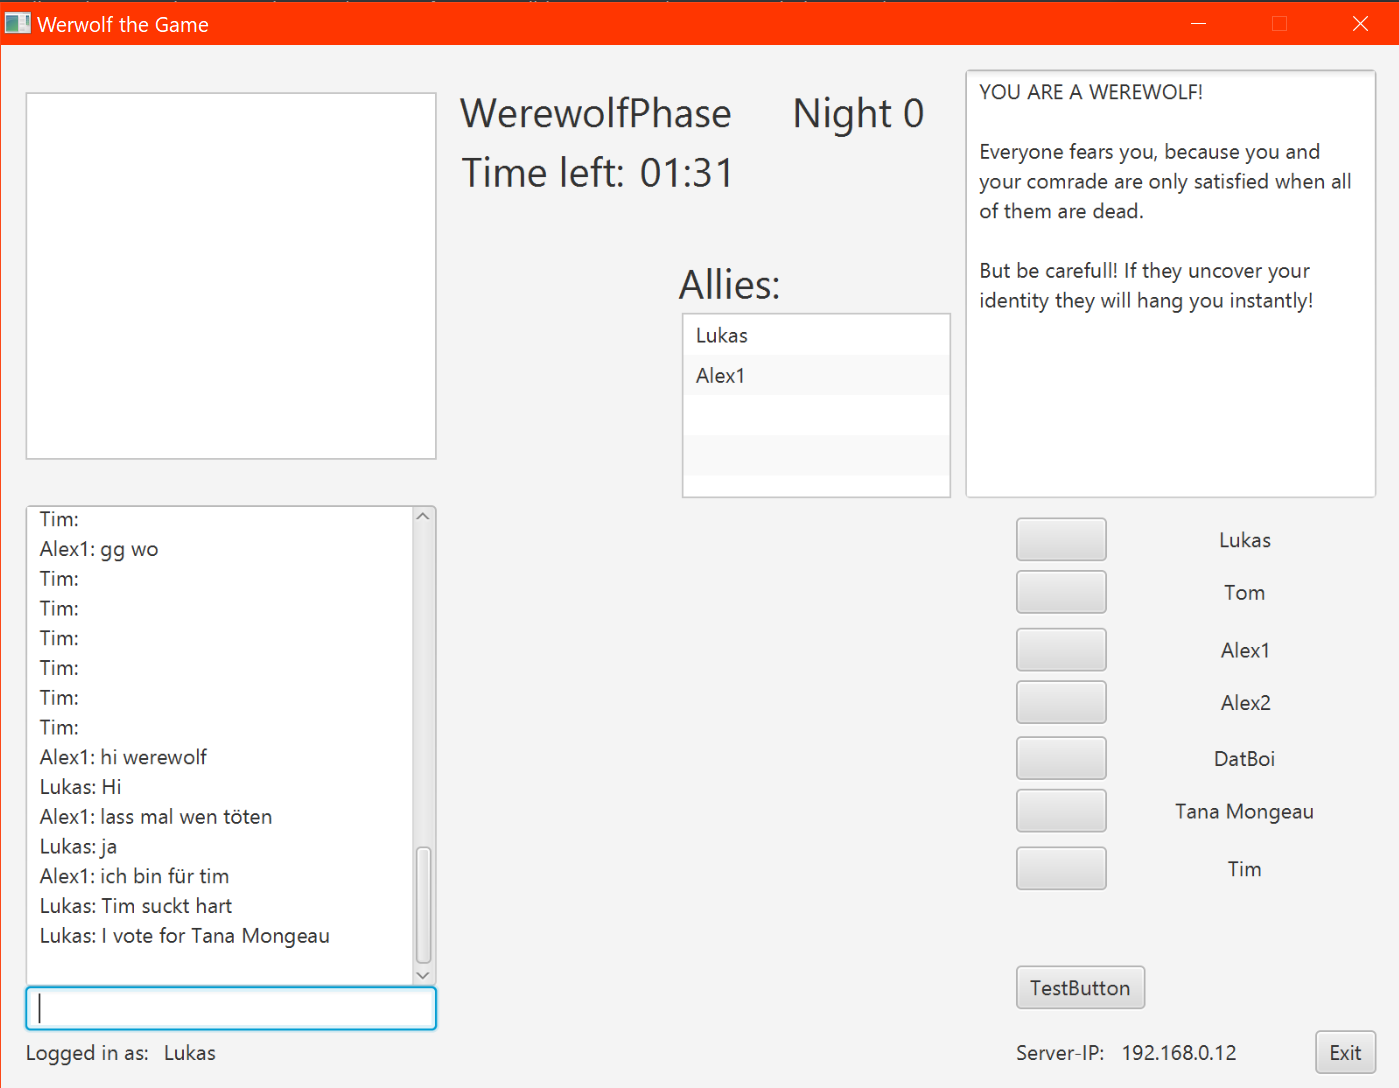 Werwolf the Game
WerewolfPhase Night 0
Time left: 01:31
Allies:
Lukas
Alex1
YOU ARE A WEREWOLF!
Everyone fears you, because you and
your comrade are only satisfied when all
of them are dead.
But be carefull! If they uncover your
identity they will hang you instantly!
Tim:
Alex1: gg wo
Tim:
Tim:
Tim:
Tim:
Tim:
Tim:
Alex1: hi werewolf
Lukas: Hi
Alex1: lass mal wen töten
Lukas: ja
Alex1: ich bin für tim
Lukas: Tim suckt hart
Lukas: I vote for Tana Mongeau
Lukas
Tom
Alex1
Alex2
DatBoi
Tana Mongeau
Tim
TestButton
Logged in as: Lukas
Server-IP: 192.168.0.12
Exit